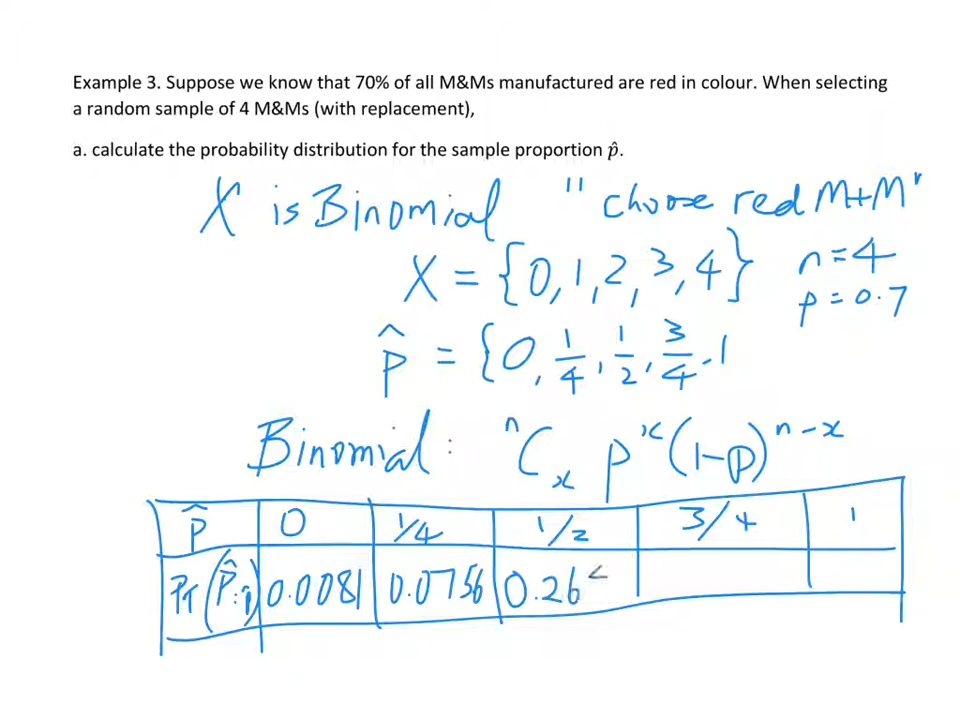 Example 3. Suppose we know that 70% of all M&Ms manufactured are red in colour. When selecting
a random sample of 4 M&Ms (with replacement),
a. calculate the probability distribution for the sample proportion p̂.
X is Binomial "choose red M+M"
X = {0, 1, 2, 3, 4} n = 4
p = 0.7
P̂ = {0, 1/4, 1/2, 3/4, 1
Binomial: ⁿCₓ pˣ(1-p)ⁿ⁻ˣ
P̂ 0 1/4 1/2 3/4 1
Pr(P̂=p̂) 0.0081 0.0756 0.26